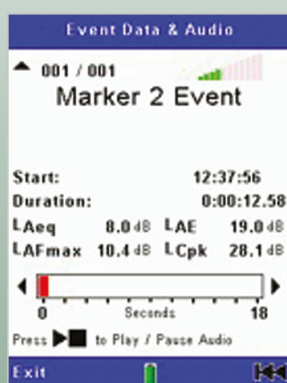 Event Data & Audio
001 / 001
Marker 2 Event
Start: 12:37:56
Duration: 0:00:12.58
LAeq 8.0 dB LAE 19.0 dB
LAFmax 10.4 dB LCpk 28.1 dB
0 Seconds 18
Press ▶■ to Play / Pause Audio
Exit